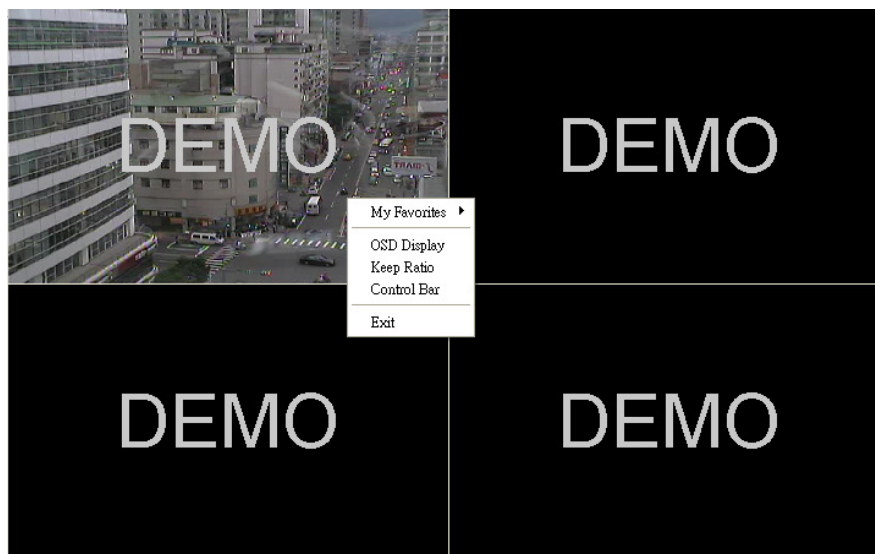 DEMO
DEMO
My Favorites
OSD Display
Keep Ratio
Control Bar
Exit
DEMO
DEMO